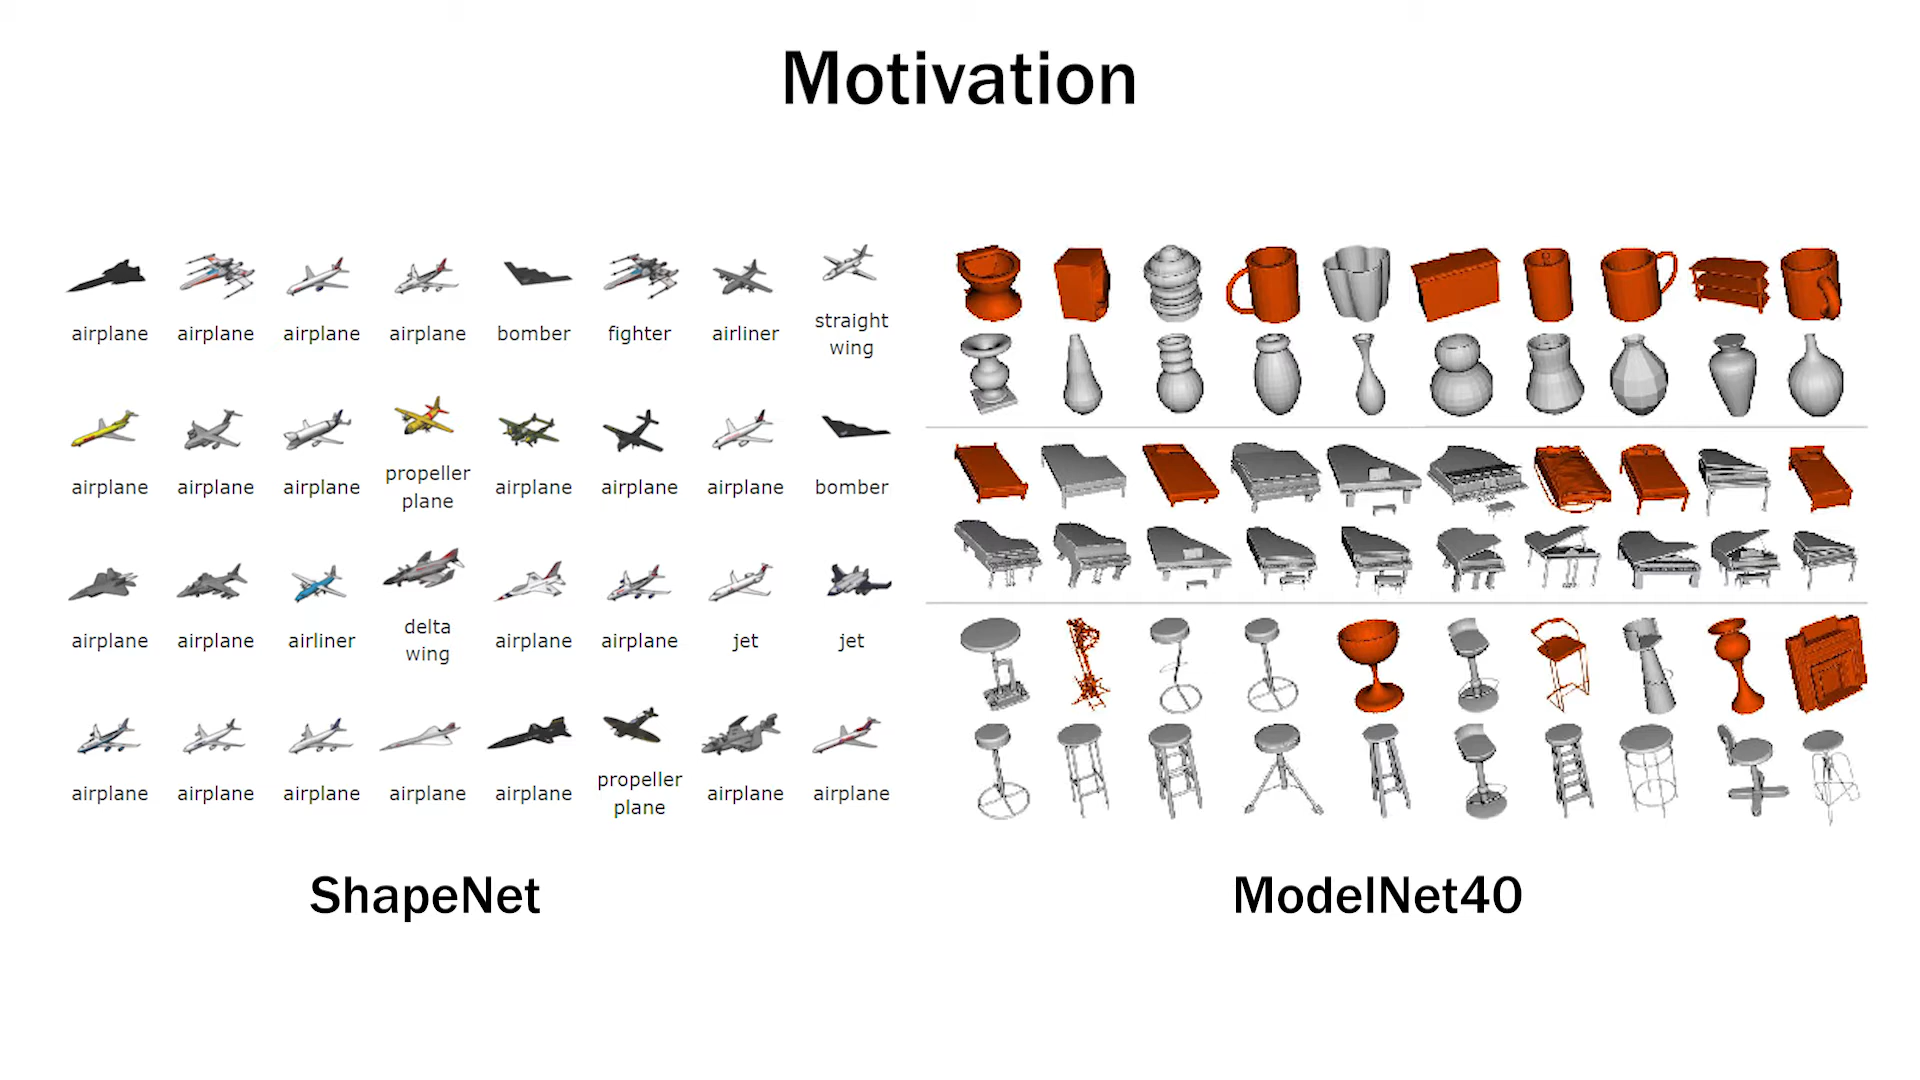 Motivation
airplane airplane airplane airplane bomber fighter airliner straight wing
airplane airplane airplane propeller plane airplane airplane airplane bomber
airplane airplane airliner delta wing airplane airplane jet jet
airplane airplane airplane airplane airplane propeller plane airplane airplane
ShapeNet
ModelNet40